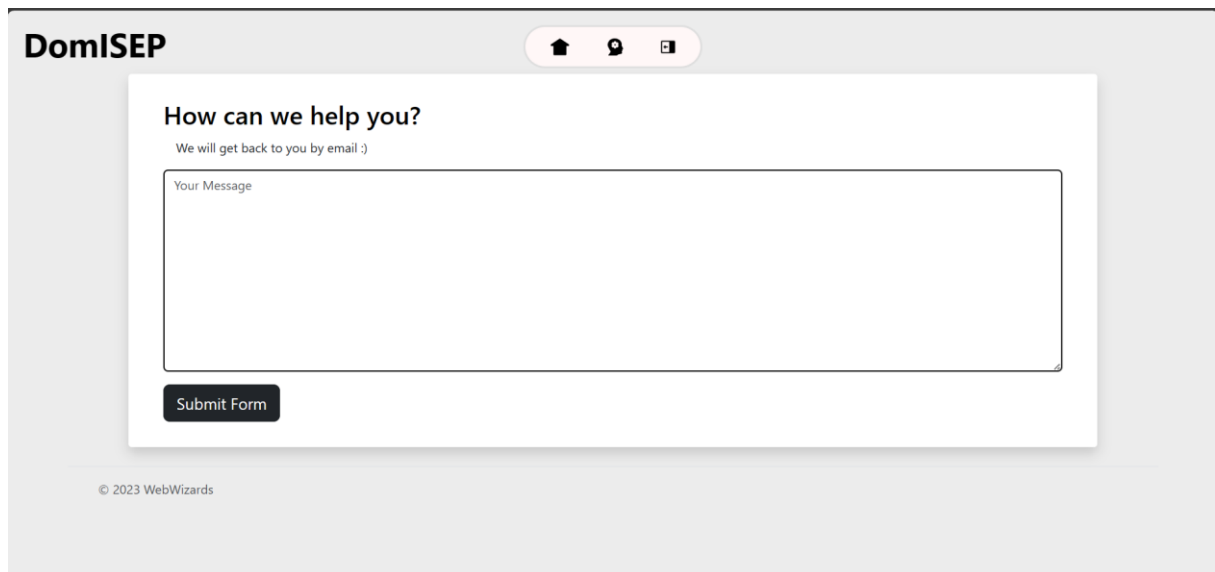 DomISEP
How can we help you?
We will get back to you by email :)
Your Message
Submit Form
© 2023 WebWizards